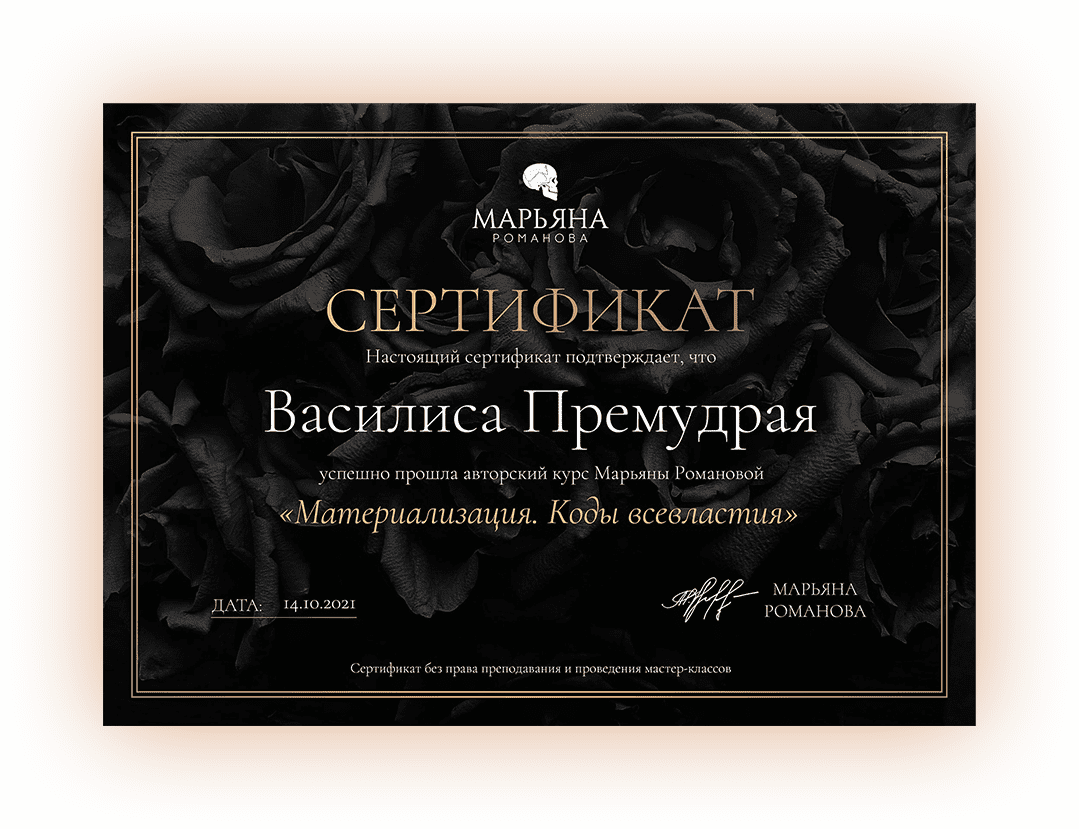 МАРЬЯНА
РОМАНОВА
СЕРТИФИКАТ
Настоящий сертификат подтверждает, что
Василиса Премудрая
успешно прошла авторский курс Марьяны Романовой
«Материализация. Коды всевластия»
ДАТА: 14.10.2021
МАРЬЯНА
РОМАНОВА
Сертификат без права преподавания и проведения мастер-классов